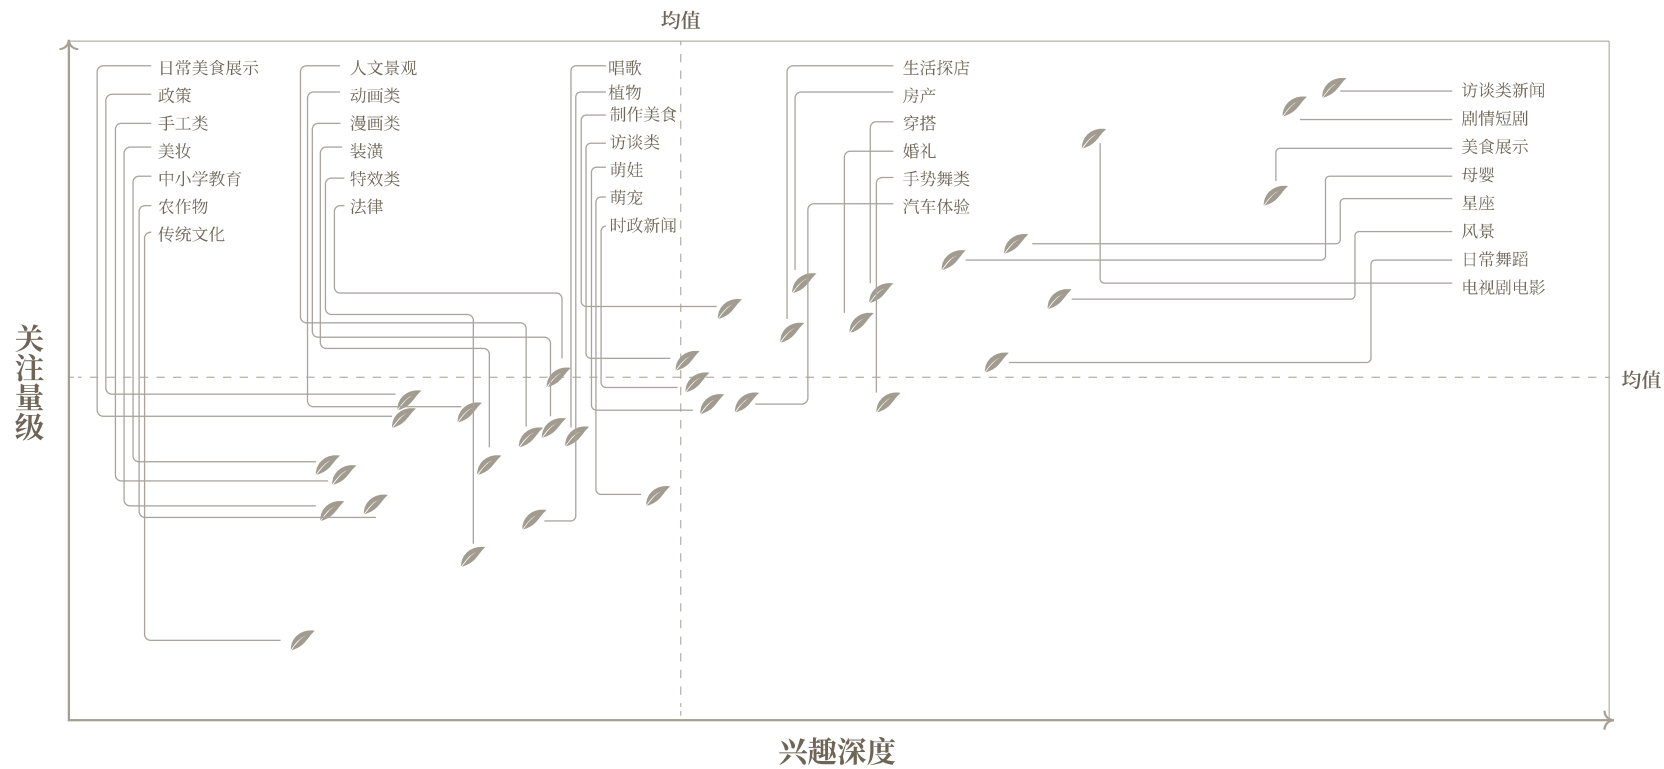 均值
日常美食展示
政策
手工类
美妆
中小学教育
农作物
传统文化
人文景观
动画类
漫画类
装潢
特效类
法律
唱歌
植物
制作美食
访谈类
萌娃
萌宠
时政新闻
生活探店
房产
穿搭
婚礼
手势舞类
汽车体验
访谈类新闻
剧情短剧
美食展示
母婴
星座
风景
日常舞蹈
电视剧电影
关注量级
均值
兴趣深度